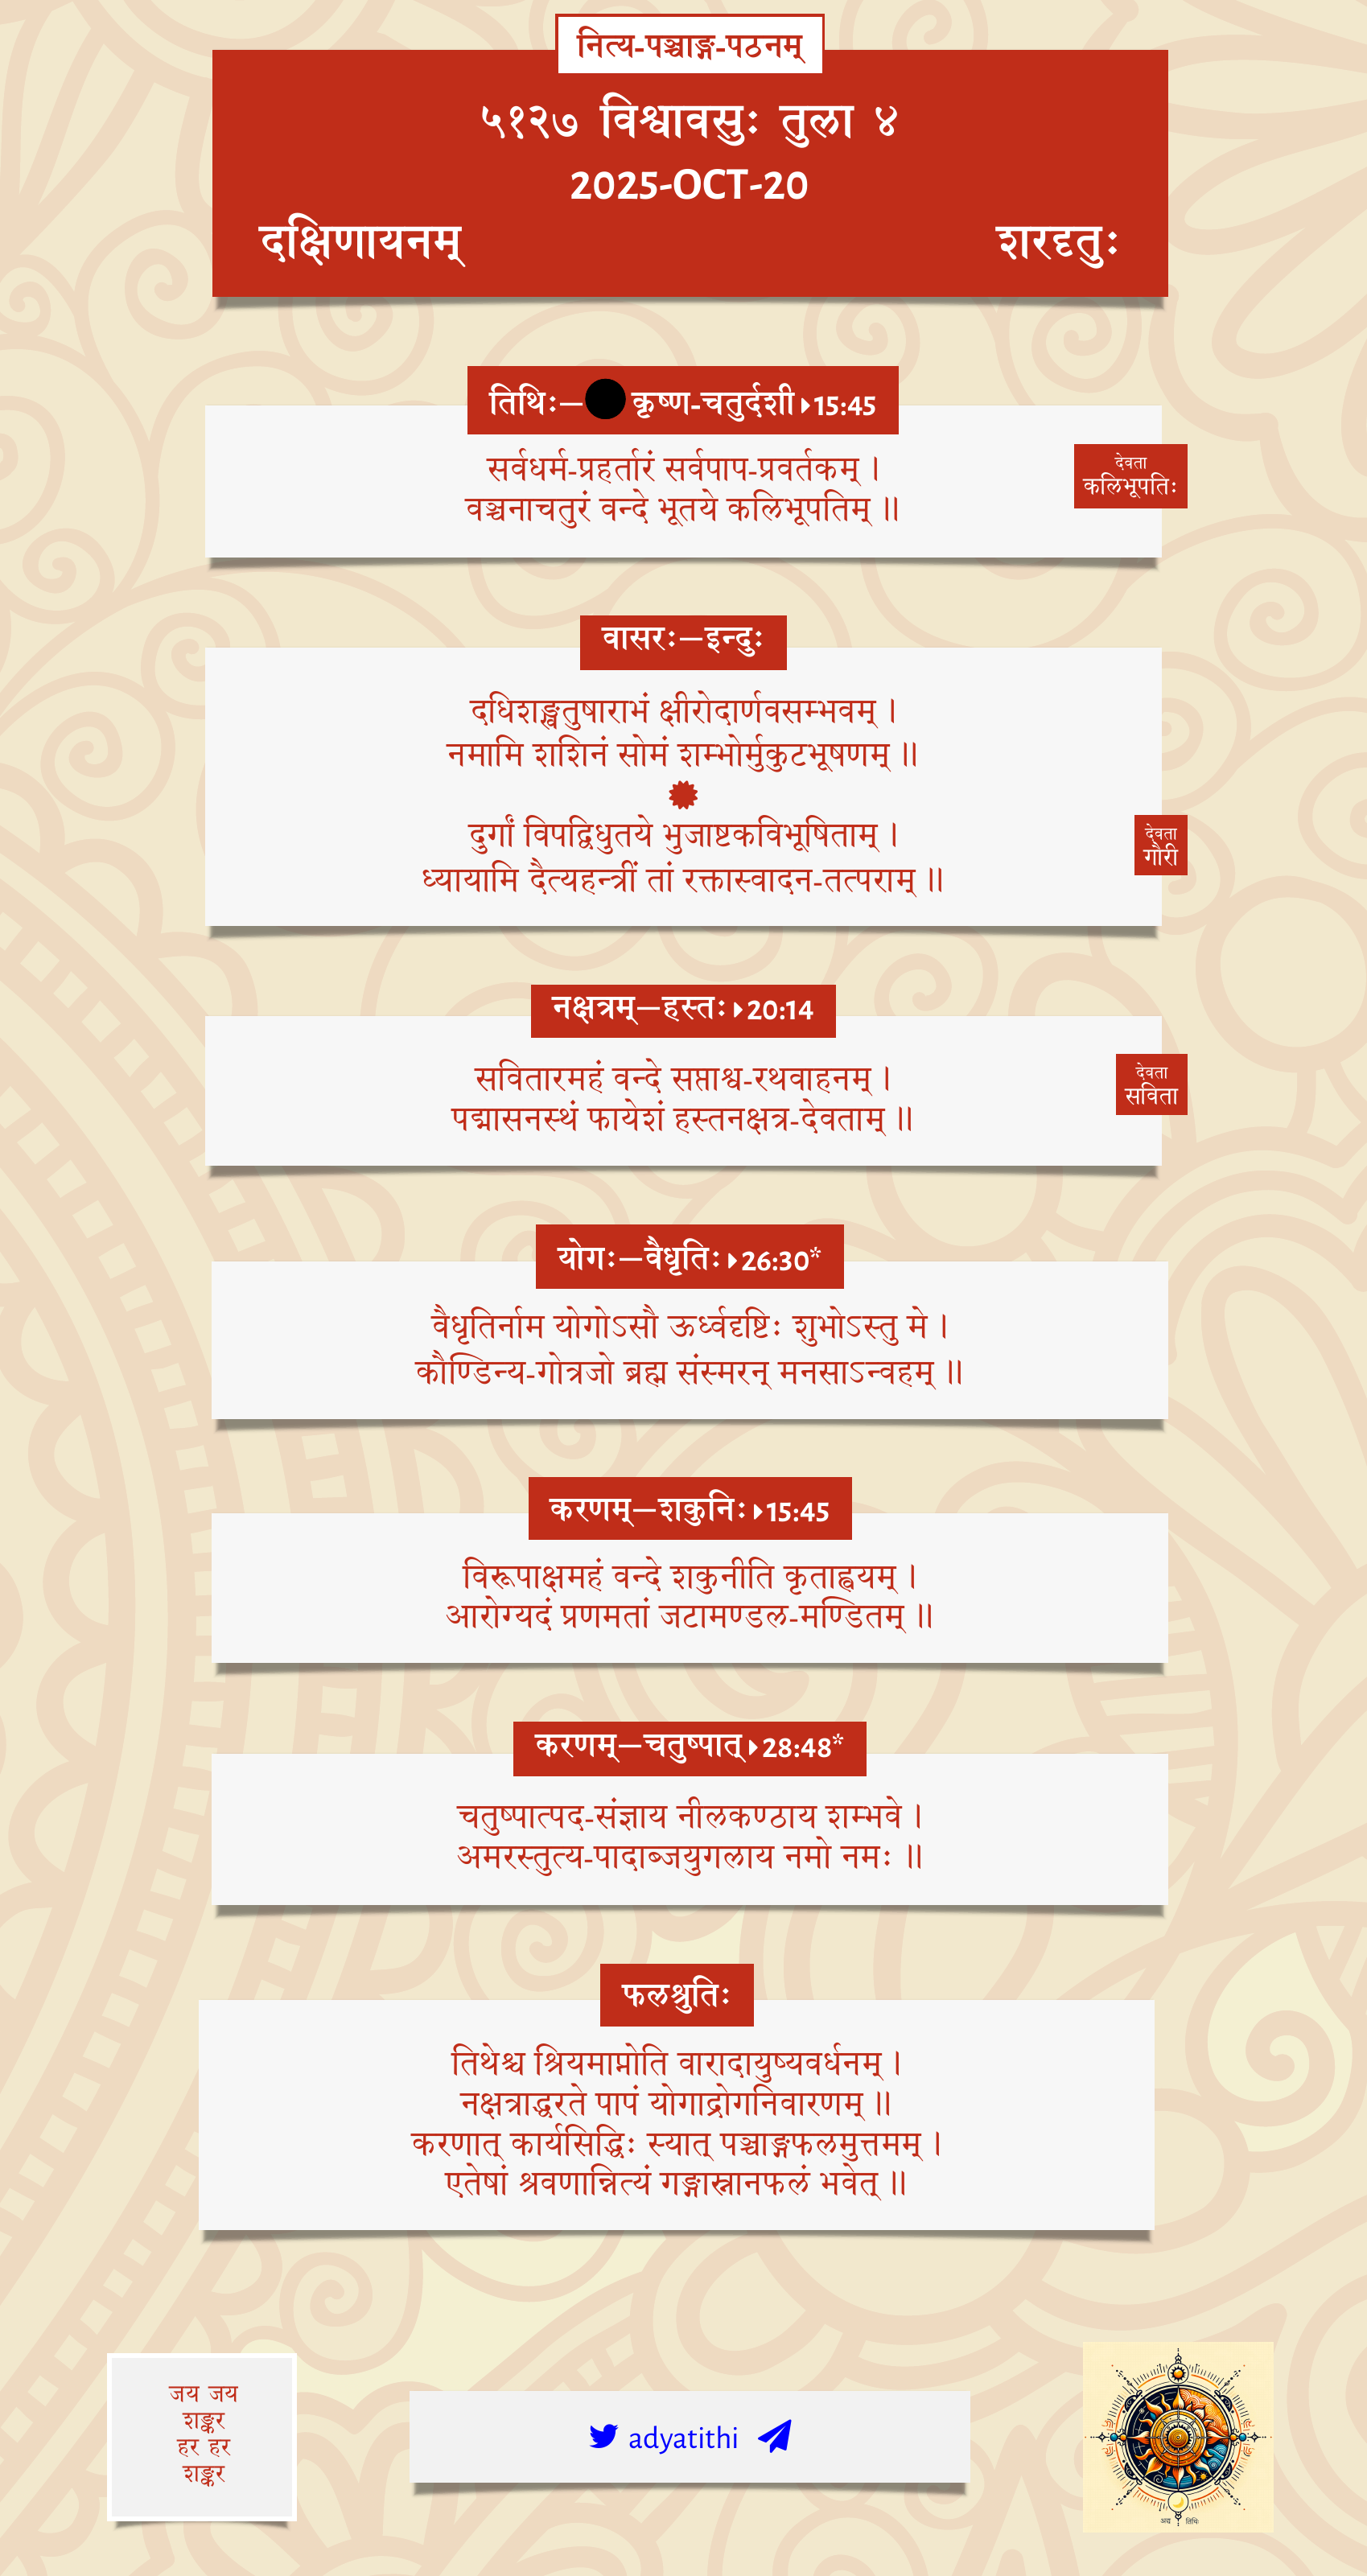 नित्य-पञ्चाङ्ग-पठनम्
५१२७ विश्वावसुः तुला ४
2025-OCT-20
दक्षिणायनम्
शरदृतुः
तिथिः—कृष्ण-चतुर्दशी 15:45
सर्वधर्म-प्रहर्तारं सर्वपाप-प्रवर्तकम् ।
वञ्चनाचतुरं वन्दे भूतये कलिभूपतिम् ॥
देवता
कलिभूपतिः
वासरः—इन्दुः
दधिशङ्खतुषाराभं क्षीरोदार्णवसम्भवम् ।
नमामि शशिनं सोमं शम्भोर्मुकुटभूषणम् ॥
दुर्गां विपद्विधुतये भुजाष्टकविभूषिताम् ।
ध्यायामि दैत्यहन्त्रीं तां रक्तास्वादन-तत्पराम् ॥
देवता
गौरी
नक्षत्रम्—हस्तः 20:14
सवितारमहं वन्दे सप्ताश्व-रथवाहनम् ।
पद्मासनस्थं फायेशं हस्तनक्षत्र-देवताम् ॥
देवता
सविता
योगः—वैधृतिः 26:30*
वैधृतिर्नाम योगोऽसौ ऊर्ध्वदृष्टिः शुभोऽस्तु मे ।
कौण्डिन्य-गोत्रजो ब्रह्म संस्मरन् मनसाऽन्वहम् ॥
करणम्—शकुनिः 15:45
विरूपाक्षमहं वन्दे शकुनीति कृताह्वयम् ।
आरोग्यदं प्रणमतां जटामण्डल-मण्डितम् ॥
करणम्—चतुष्पात् 28:48*
चतुष्पात्पद-संज्ञाय नीलकण्ठाय शम्भवे ।
अमरस्तुत्य-पादाब्जयुगलाय नमो नमः ॥
फलश्रुतिः
तिथेश्च श्रियमाप्नोति वारादायुष्यवर्धनम् ।
नक्षत्राद्धरते पापं योगाद्रोगनिवारणम् ॥
करणात् कार्यसिद्धिः स्यात् पञ्चाङ्गफलमुत्तमम् ।
एतेषां श्रवणान्नित्यं गङ्गास्नानफलं भवेत् ॥
जय जय
शङ्कर
हर हर
शङ्कर
adyatithi
अद्य तिथिः